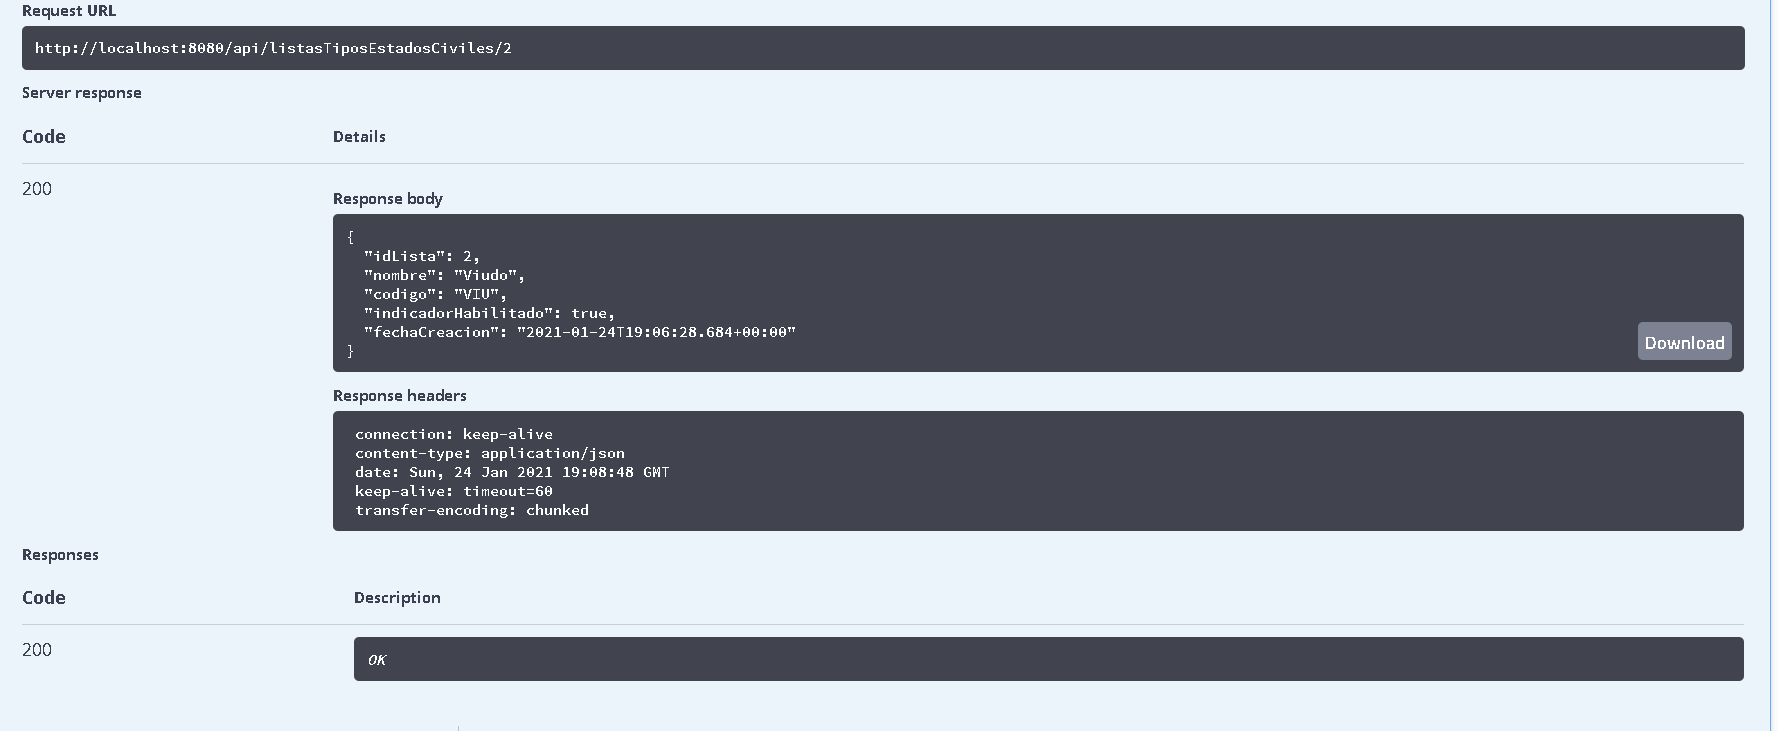 Request URL
http://localhost:8080/api/listasTiposEstadosCiviles/2
Server response
Code Details
200
Response body
{
"idLista": 2,
"nombre": "Viudo",
"codigo": "VIU",
"indicadorHabilitado": true,
"fechaCreacion": "2021-01-24T19:06:28.684+00:00"
}
Download
Response headers
connection: keep-alive
content-type: application/json
date: Sun, 24 Jan 2021 19:08:48 GMT
keep-alive: timeout=60
transfer-encoding: chunked
Responses
Code Description
200 OK